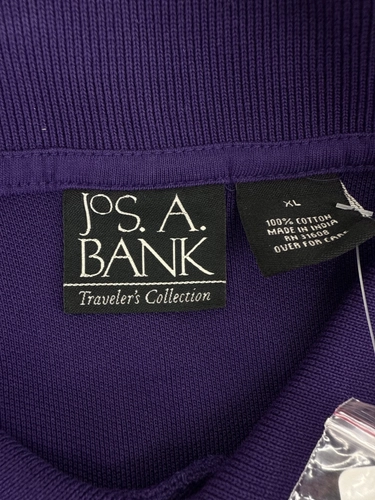 JoS. A.
BANK
Traveler's Collection
XL
100% COTTON
MADE IN INDIA
RN 31608
OVER FOR CARE